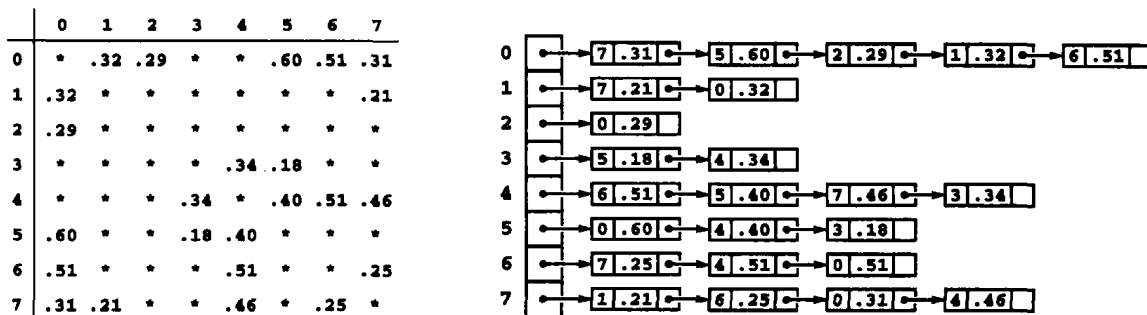 0 1 2 3 4 5 6 7
0 * .32 .29 * * .60 .51 .31
1 .32 * * * * * * .21
2 .29 * * * * * * *
3 * * * * .34 .18 * *
4 * * * .34 * .40 .51 .46
5 .60 * * .18 .40 * * *
6 .51 * * * .51 * * .25
7 .31 .21 * * .46 * .25 *
0 7 .31 5 .60 2 .29 1 .32 6 .51
1 7 .21 0 .32
2 0 .29
3 5 .18 4 .34
4 6 .51 5 .40 7 .46 3 .34
5 0 .60 4 .40 3 .18
6 7 .25 4 .51 0 .51
7 1 .21 6 .25 0 .31 4 .46